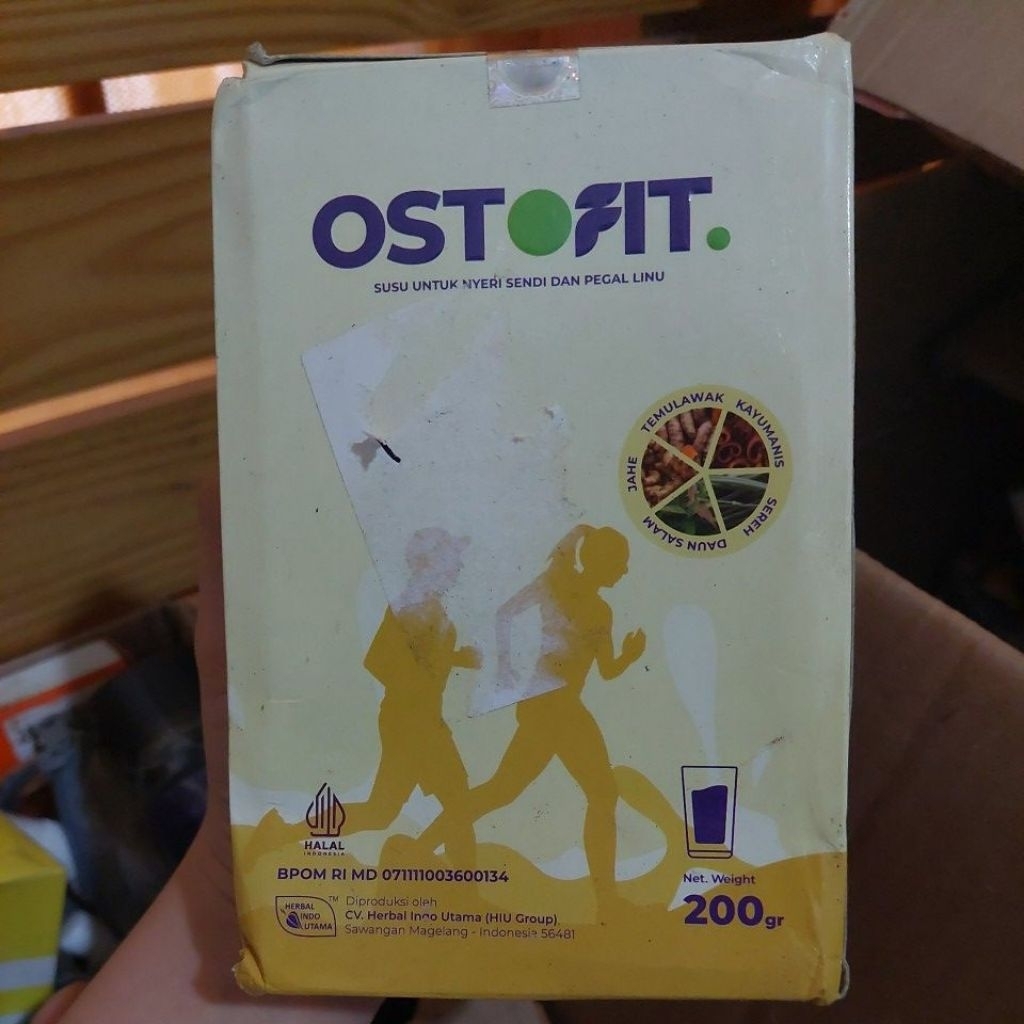 OSTOFIT.
SUSU UNTUK NYERI SENDI DAN PEGAL LINU
TEMULAWAK
KAYUMANIS
JAHE
SEREH
DAUN SALAM
HALAL
INDONESIA
BPOM RI MD 071111003600134
HERBAL
INDO
UTAMA
TM
Diproduksi oleh
CV. Herbal Indo Utama (HIU Group)
Sawangan Magelang - Indonesia 56481
Net. Weight
200gr